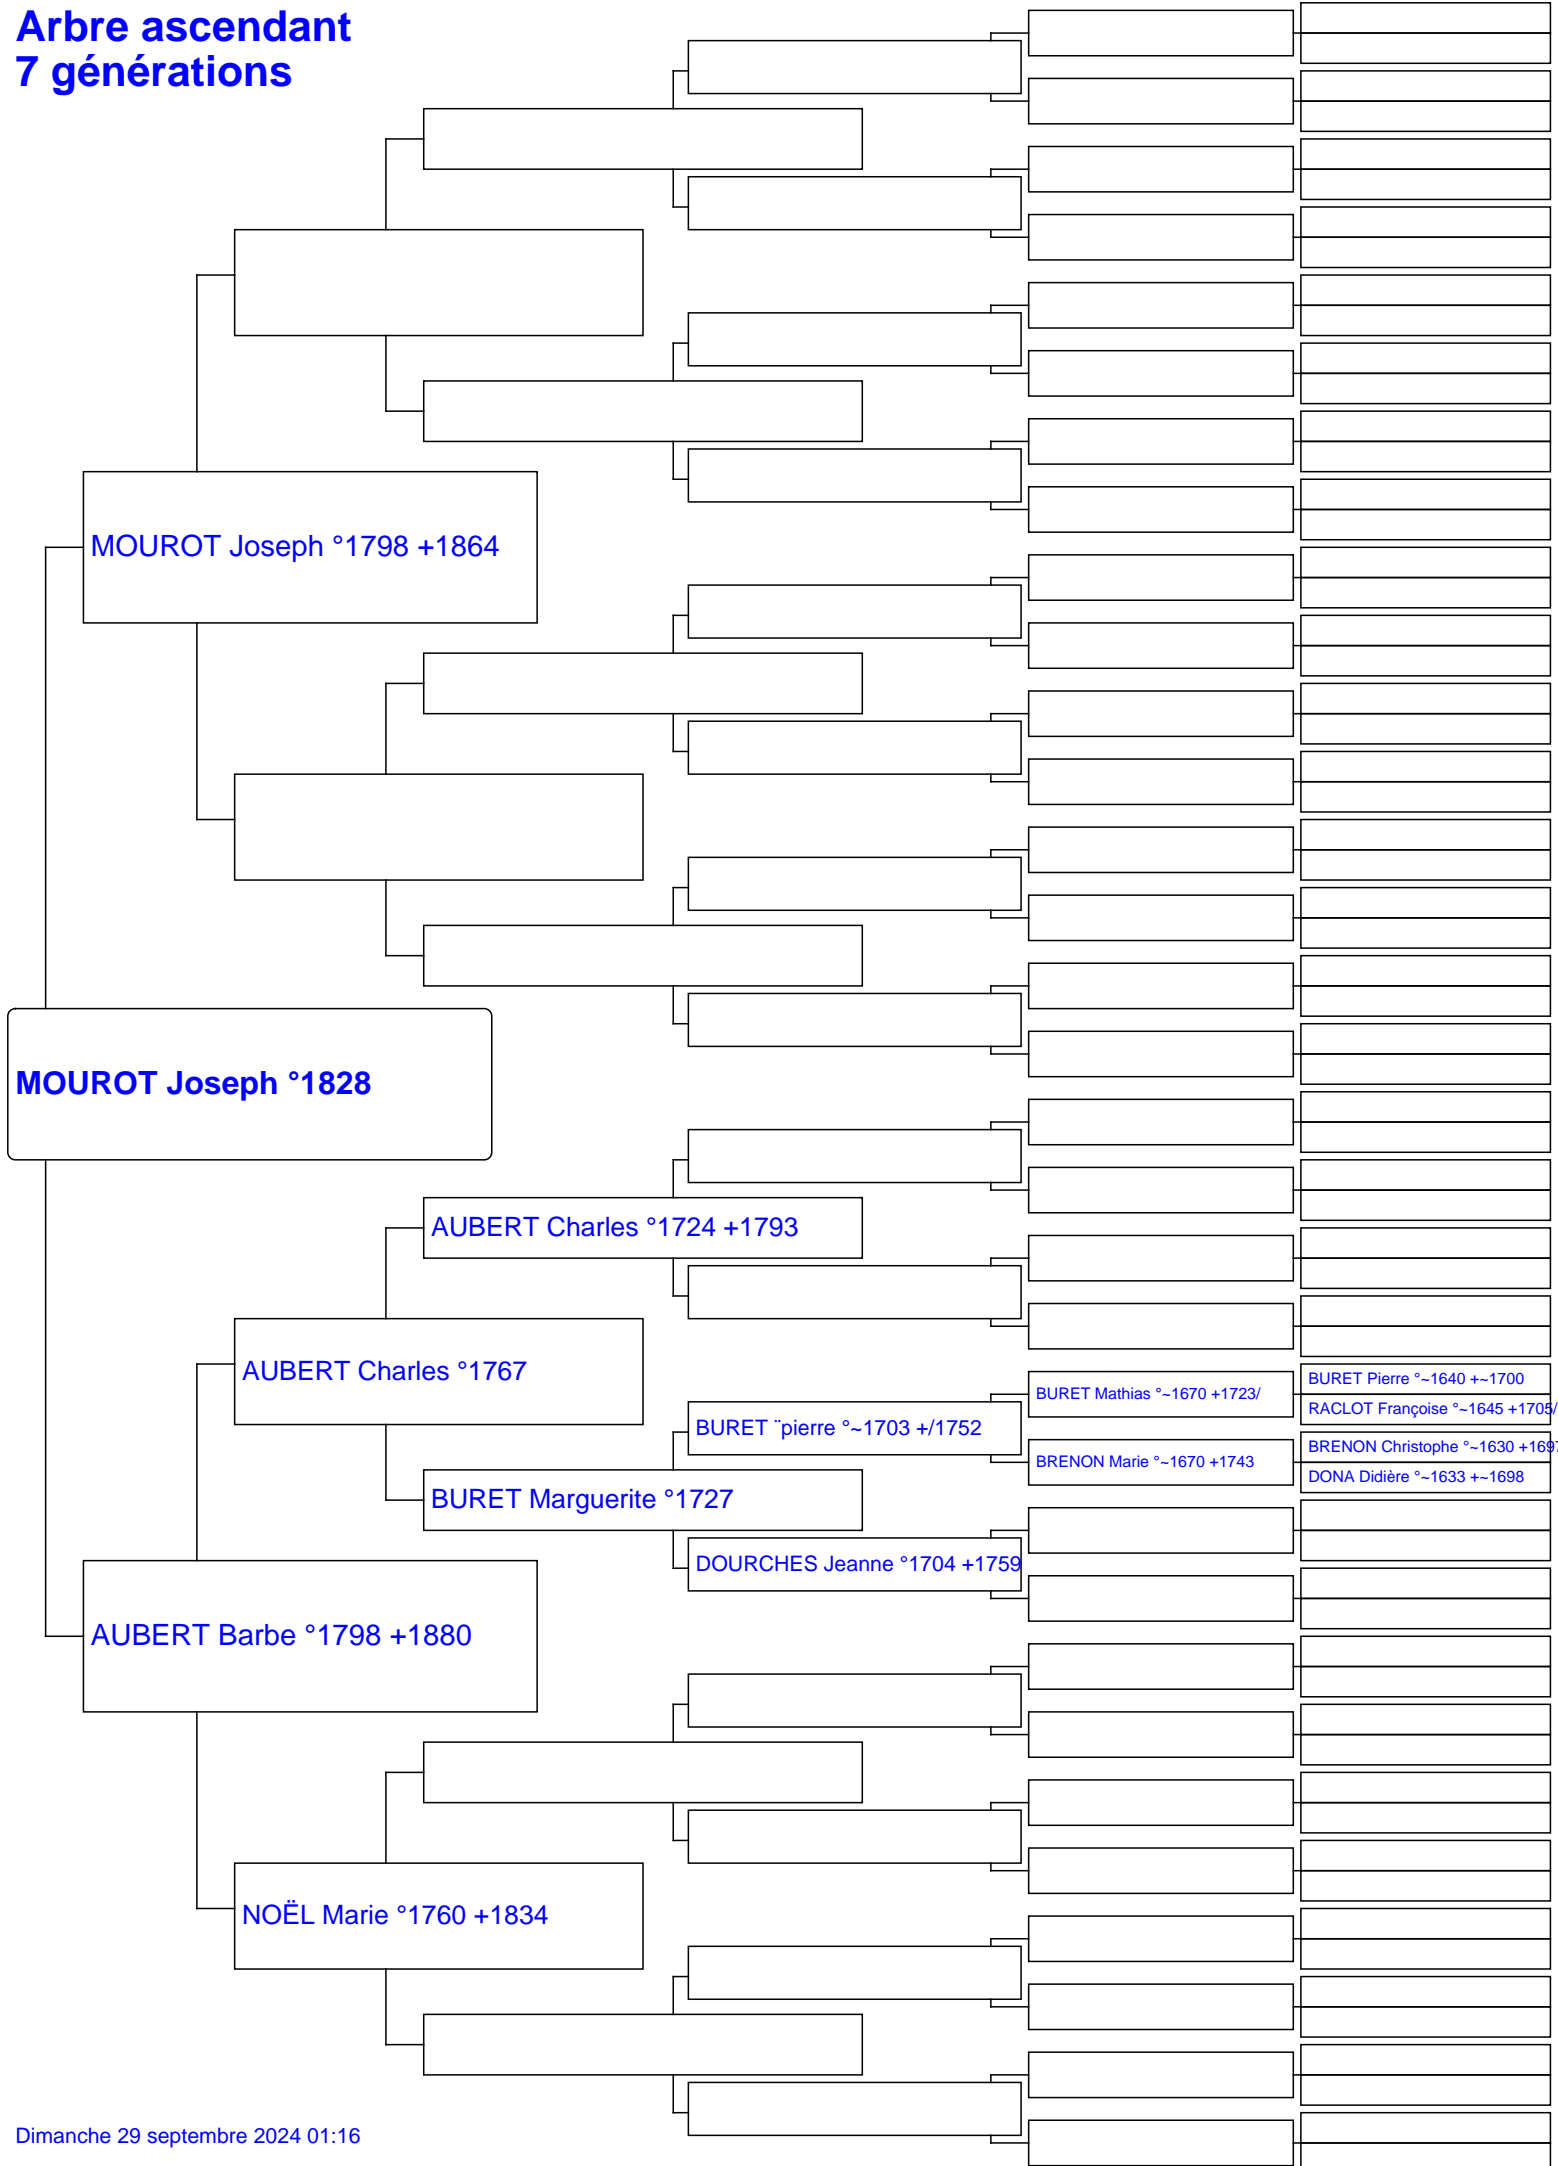 Arbre ascendant
7 générations
MOUROT Joseph °1798 +1864
MOUROT Joseph °1828
AUBERT Charles °1724 +1793
AUBERT Charles °1767
BURET Pierre °~1640 +~1700
BURET Mathias °~1670 +1723/
RACLOT Françoise °~1645 +1705/
BURET ¨pierre °~1703 +/1752
BRENON Christophe °~1630 +1697
BRENON Marie °~1670 +1743
DONA Didière °~1633 +~1698
BURET Marguerite °1727
DOURCHES Jeanne °1704 +1759
AUBERT Barbe °1798 +1880
NOËL Marie °1760 +1834
Dimanche 29 septembre 2024 01:16